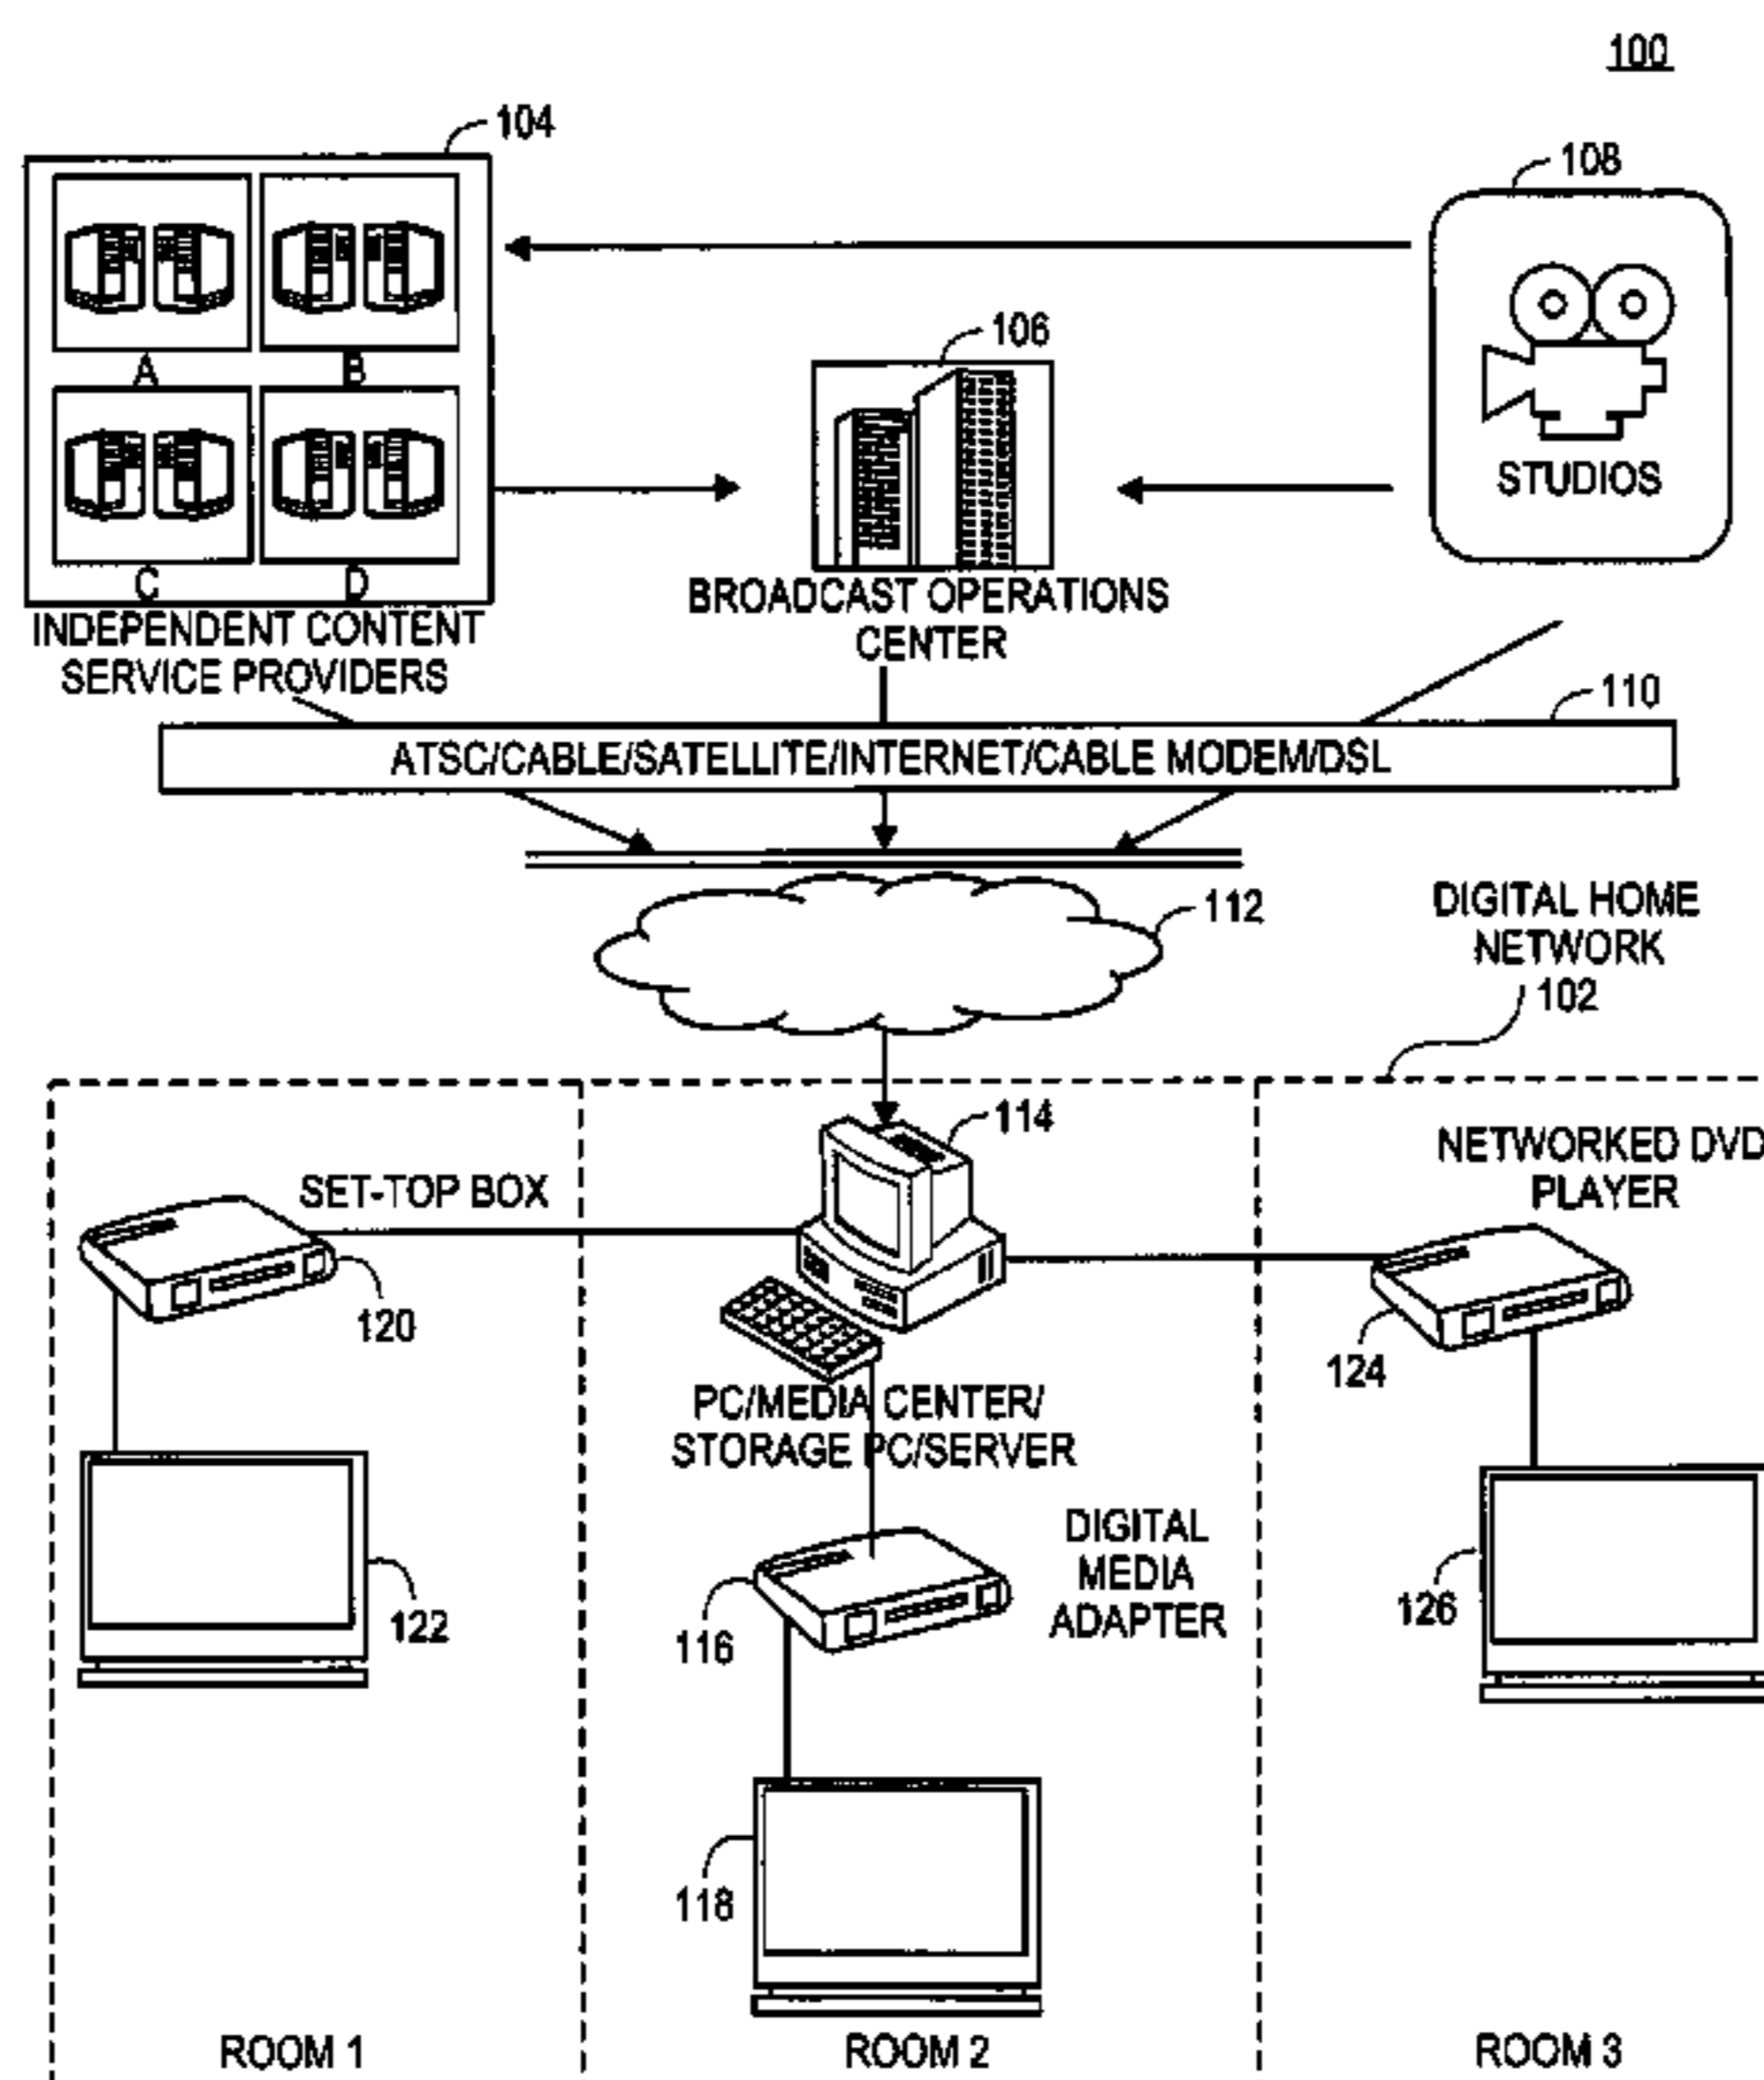 100
104
108
A
B
106
C
D
STUDIOS
INDEPENDENT CONTENT
SERVICE PROVIDERS
BROADCAST OPERATIONS
CENTER
110
ATSC/CABLE/SATELLITE/INTERNET/CABLE MODEM/DSL
112
DIGITAL HOME
NETWORK
102
114
SET-TOP BOX
NETWORKED DVD
PLAYER
120
124
PC/MEDIA CENTER/
STORAGE PC/SERVER
DIGITAL
MEDIA
ADAPTER
122
116
126
118
ROOM 1
ROOM 2
ROOM 3